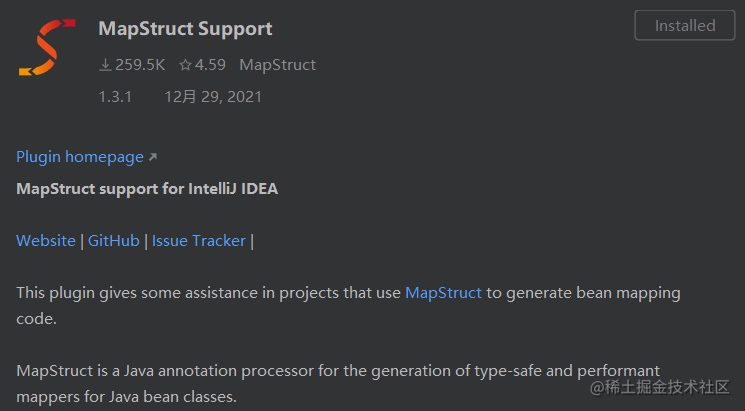 MapStruct Support
Installed
259.5K 4.59 MapStruct
1.3.1 12月 29, 2021
Plugin homepage
MapStruct support for IntelliJ IDEA
Website | GitHub | Issue Tracker |
This plugin gives some assistance in projects that use MapStruct to generate bean mapping
code.
MapStruct is a Java annotation processor for the generation of type-safe and performant
mappers for Java bean classes.
@稀土掘金技术社区